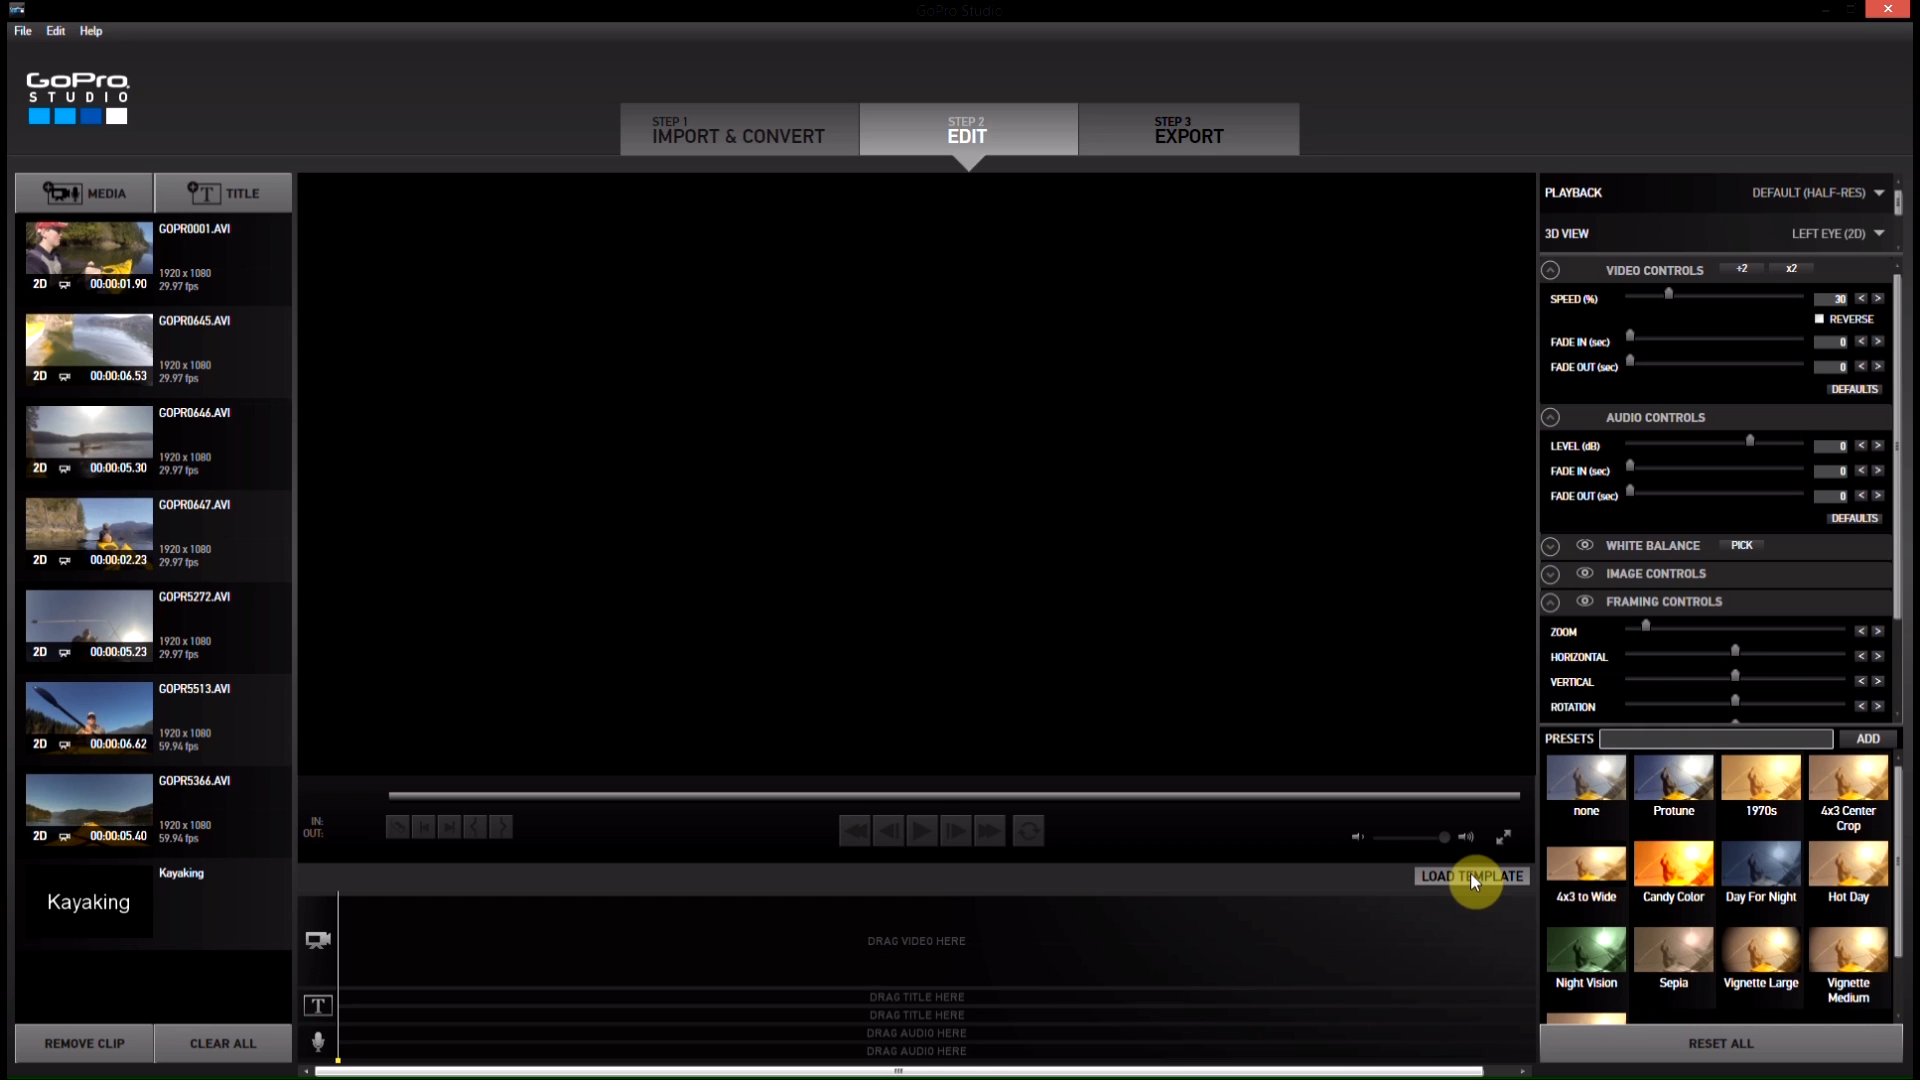 GoPro Studio
File Edit Help
GoPro
STUDIO
STEP 1
IMPORT & CONVERT
STEP 2
EDIT
STEP 3
EXPORT
MEDIA
T TITLE
GOPR0001.AVI
1920 x 1080
2D 00:00:01.90 29.97 fps
GOPR0645.AVI
1920 x 1080
2D 00:00:06.53 29.97 fps
GOPR0646.AVI
1920 x 1080
2D 00:00:05.30 29.97 fps
GOPR0647.AVI
1920 x 1080
2D 00:00:02.23 29.97 fps
GOPR5272.AVI
1920 x 1080
2D 00:00:05.23 29.97 fps
GOPR5513.AVI
1920 x 1080
2D 00:00:06.62 59.94 fps
GOPR5366.AVI
1920 x 1080
2D 00:00:05.40 59.94 fps
Kayaking
Kayaking
REMOVE CLIP CLEAR ALL
IN:
OUT:
LOAD TEMPLATE
DRAG VIDEO HERE
T
DRAG TITLE HERE
DRAG TITLE HERE
DRAG AUDIO HERE
DRAG AUDIO HERE
PLAYBACK DEFAULT (HALF-RES)
3D VIEW LEFT EYE (2D)
VIDEO CONTROLS ÷2 x2
SPEED (%) 30 < >
REVERSE
FADE IN (sec) 0 < >
FADE OUT (sec) 0 < >
DEFAULTS
AUDIO CONTROLS
LEVEL (dB) 0 < >
FADE IN (sec) 0 < >
FADE OUT (sec) 0 < >
DEFAULTS
WHITE BALANCE PICK
IMAGE CONTROLS
FRAMING CONTROLS
ZOOM < >
HORIZONTAL < >
VERTICAL < >
ROTATION < >
PRESETS ADD
none
Protune
1970s
4x3 Center
Crop
4x3 to Wide
Candy Color
Day For Night
Hot Day
Night Vision
Sepia
Vignette Large
Vignette
Medium
RESET ALL